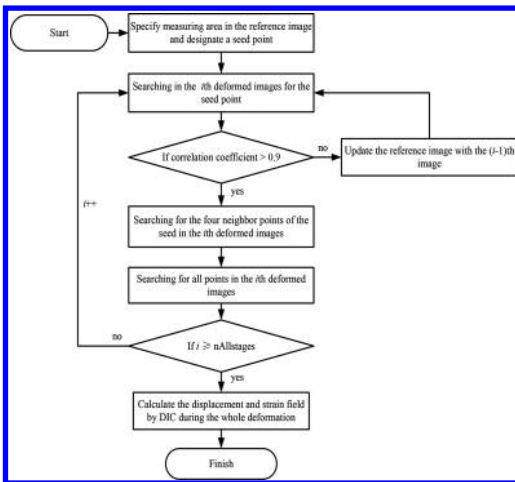 Start
Specify measuring area in the reference image
and designate a seed point
Searching in the ith deformed images for the
seed point
If correlation coefficient > 0.9
no
Update the reference image with the (i-1)th
image
yes
i++
Searching for the four neighbor points of the
seed in the ith deformed images
Searching for all points in the ith deformed
images
no
If i ⩾ nAllstages
yes
Calculate the displacement and strain field
by DIC during the whole deformation
Finish